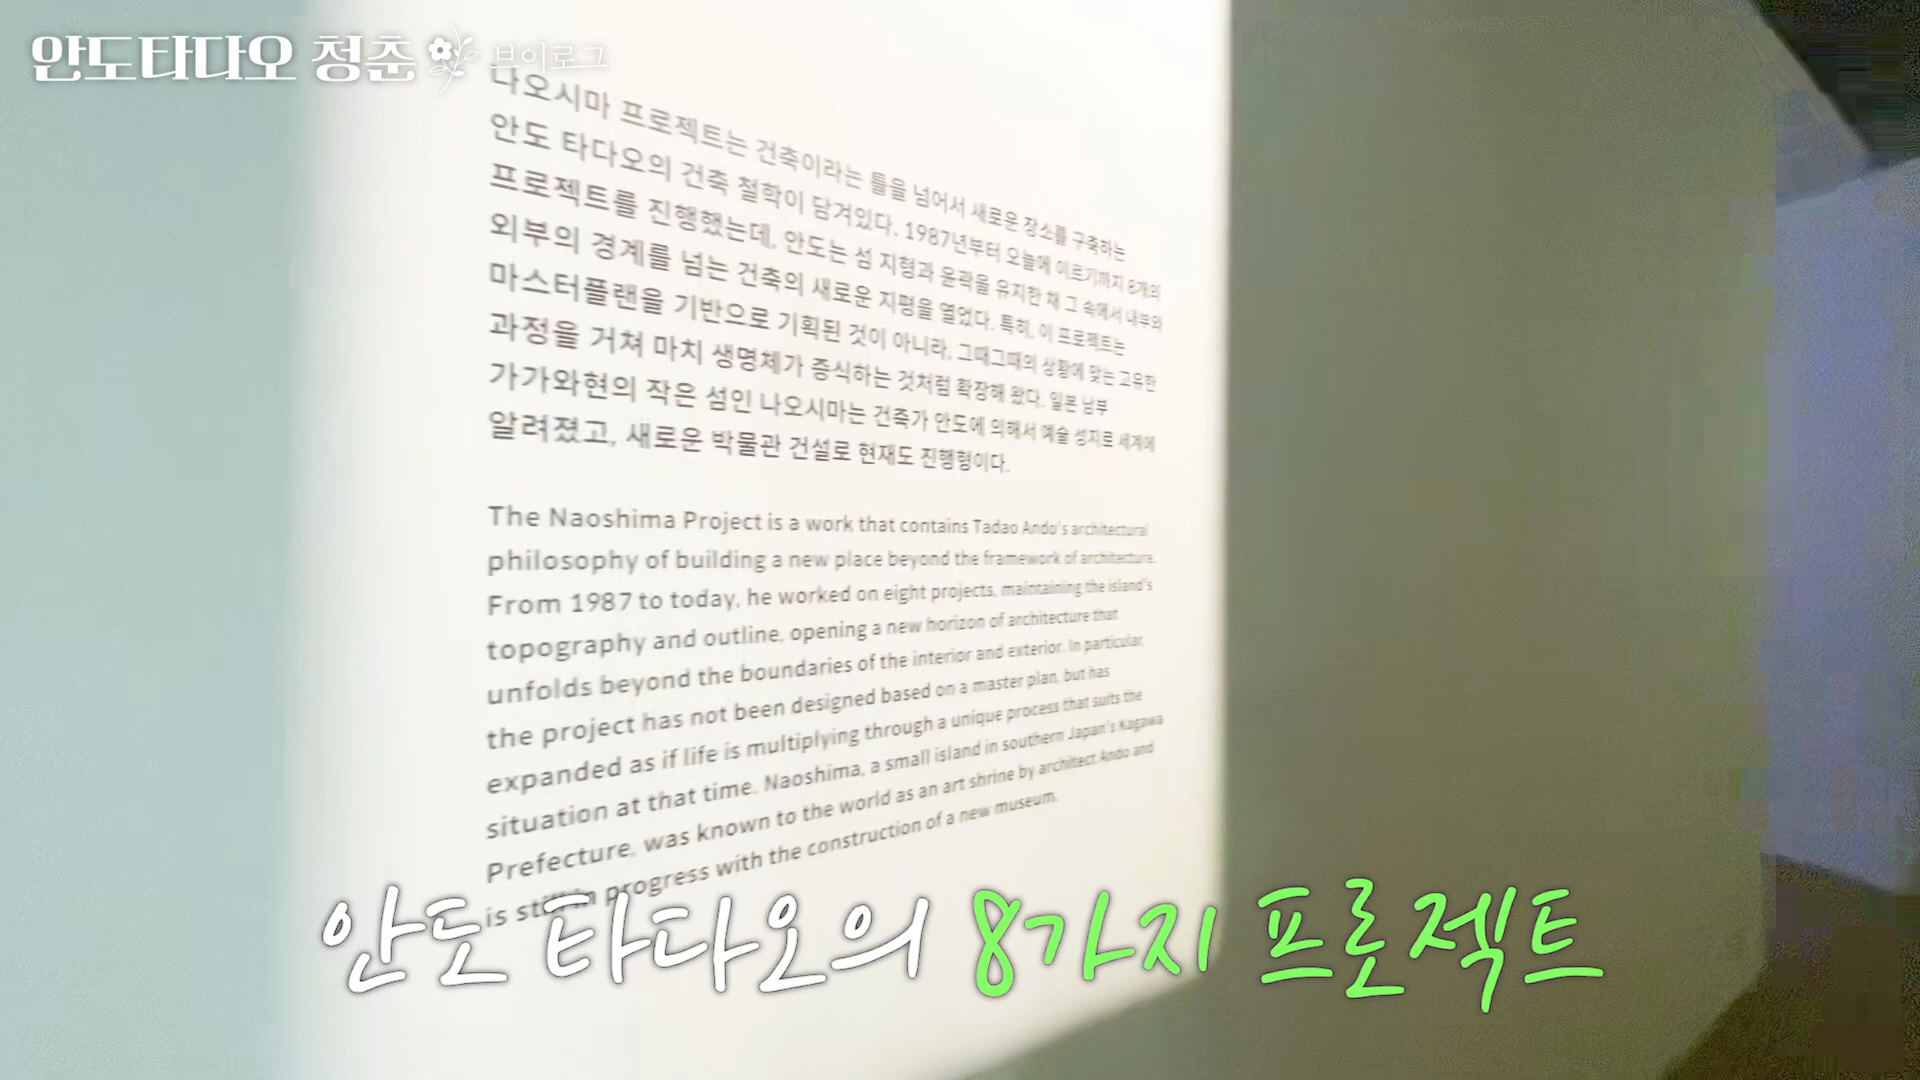 안도타다오 청춘 브이로그
나오시마 프로젝트는 건축이라는 틀을 넘어서 새로운 장소를 구축하는
안도 타다오의 건축 철학이 담겨있다. 1987년부터 오늘에 이르기까지 8개의
프로젝트를 진행했는데, 안도는 섬 지형과 윤곽을 유지한 채 그 속에서 내부와
외부의 경계를 넘는 건축의 새로운 지평을 열었다. 특히, 이 프로젝트는
마스터플랜을 기반으로 기획된 것이 아니라, 그때그때의 상황에 맞는 고유한
과정을 거쳐 마치 생명체가 증식하는 것처럼 확장해 왔다. 일본 남부
가가와현의 작은 섬인 나오시마는 건축가 안도에 의해서 예술 성지로 세계에
알려졌고, 새로운 박물관 건설로 현재도 진행형이다.
The Naoshima Project is a work that contains Tadao Ando's architectural
philosophy of building a new place beyond the framework of architecture.
From 1987 to today, he worked on eight projects, maintaining the island's
topography and outline, opening a new horizon of architecture that
unfolds beyond the boundaries of the interior and exterior. In particular,
the project has not been designed based on a master plan, but has
expanded as if life is multiplying through a unique process that suits the
situation at that time. Naoshima, a small island in southern Japan's Kagawa
Prefecture, was known to the world as an art shrine by architect Ando and
is still in progress with the construction of a new museum.
안도 타다오의 8가지 프로젝트